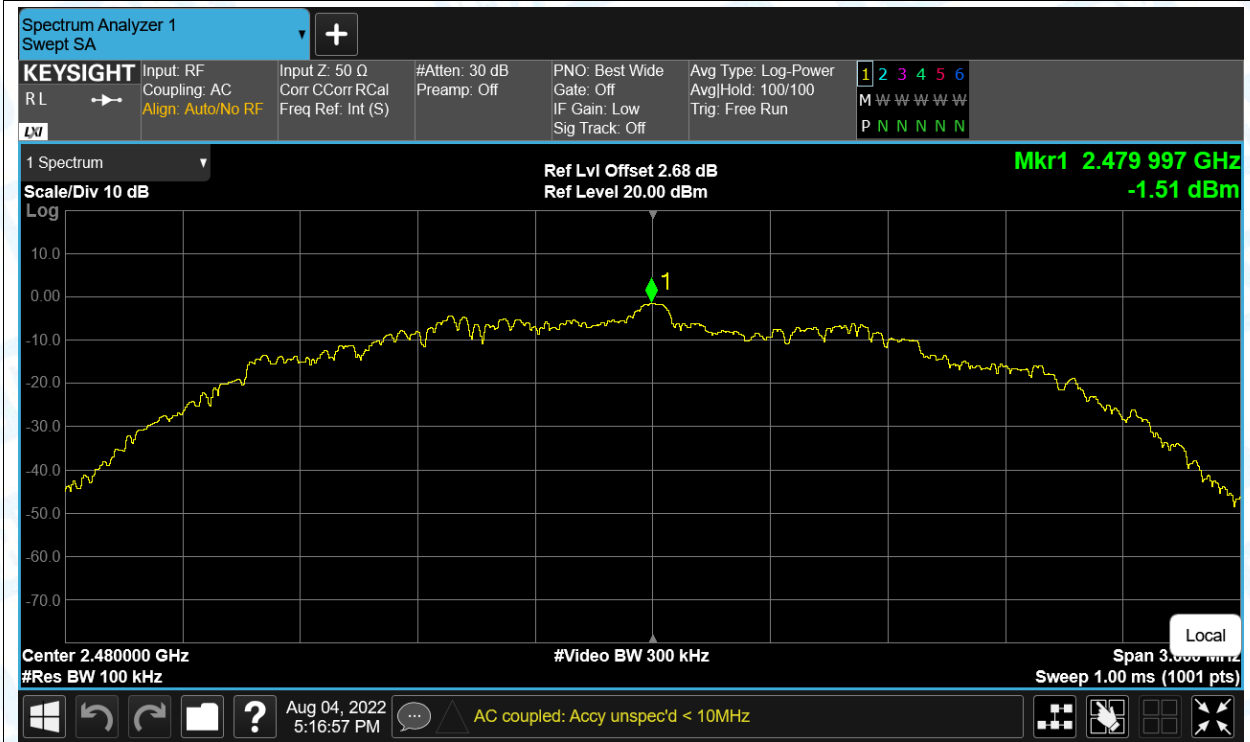 Spectrum Analyzer 1
Swept SA
+
KEYSIGHT
R L
LXI
Input: RF
Coupling: AC
Align: Auto/No RF
Input Z: 50 Ω
Corr CCorr RCal
Freq Ref: Int (S)
#Atten: 30 dB
Preamp: Off
PNO: Best Wide
Gate: Off
IF Gain: Low
Sig Track: Off
Avg Type: Log-Power
Avg|Hold: 100/100
Trig: Free Run
1 2 3 4 5 6
M W W W W W W
P N N N N N N
1 Spectrum
Scale/Div 10 dB
Log
Ref Lvl Offset 2.68 dB
Ref Level 20.00 dBm
Mkr1 2.479 997 GHz
-1.51 dBm
1
10.0
0.00
-10.0
-20.0
-30.0
-40.0
-50.0
-60.0
-70.0
Local
Center 2.480000 GHz
#Video BW 300 kHz
Span 3.000 MHz
#Res BW 100 kHz
Sweep 1.00 ms (1001 pts)
?
Aug 04, 2022
5:16:57 PM
AC coupled: Accy unspec'd < 10MHz